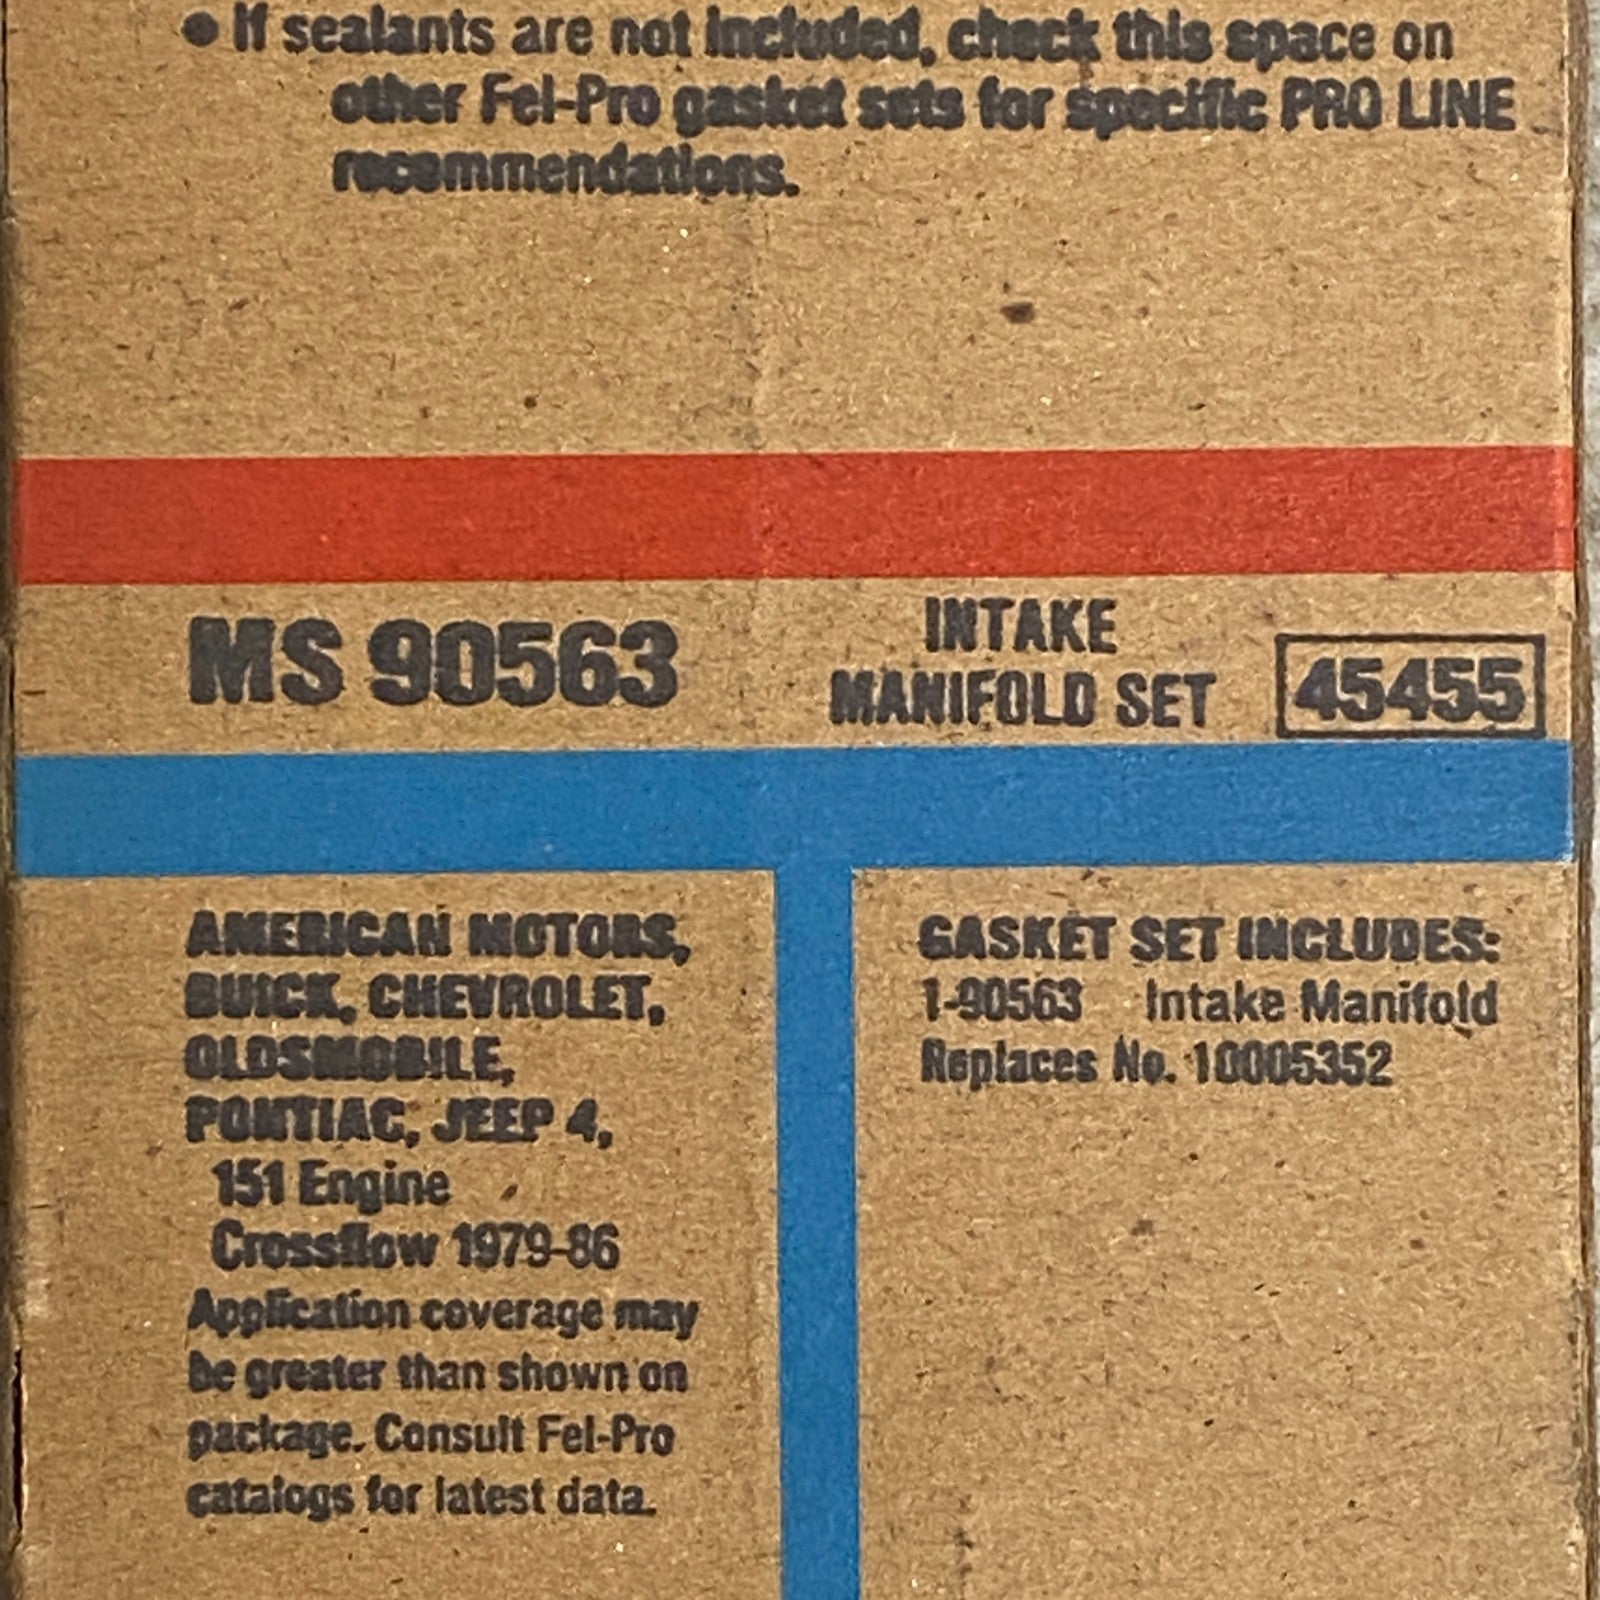 • If sealants are not included, check this space on
other Fel-Pro gasket sets for specific PRO LINE
recommendations.
MS 90563
INTAKE
MANIFOLD SET
45455
AMERICAN MOTORS,
BUICK, CHEVROLET,
OLDSMOBILE,
PONTIAC, JEEP 4,
151 Engine
Crossflow 1979-86
Application coverage may
be greater than shown on
package. Consult Fel-Pro
catalogs for latest data.
GASKET SET INCLUDES:
1-90563 Intake Manifold
Replaces No. 10005352